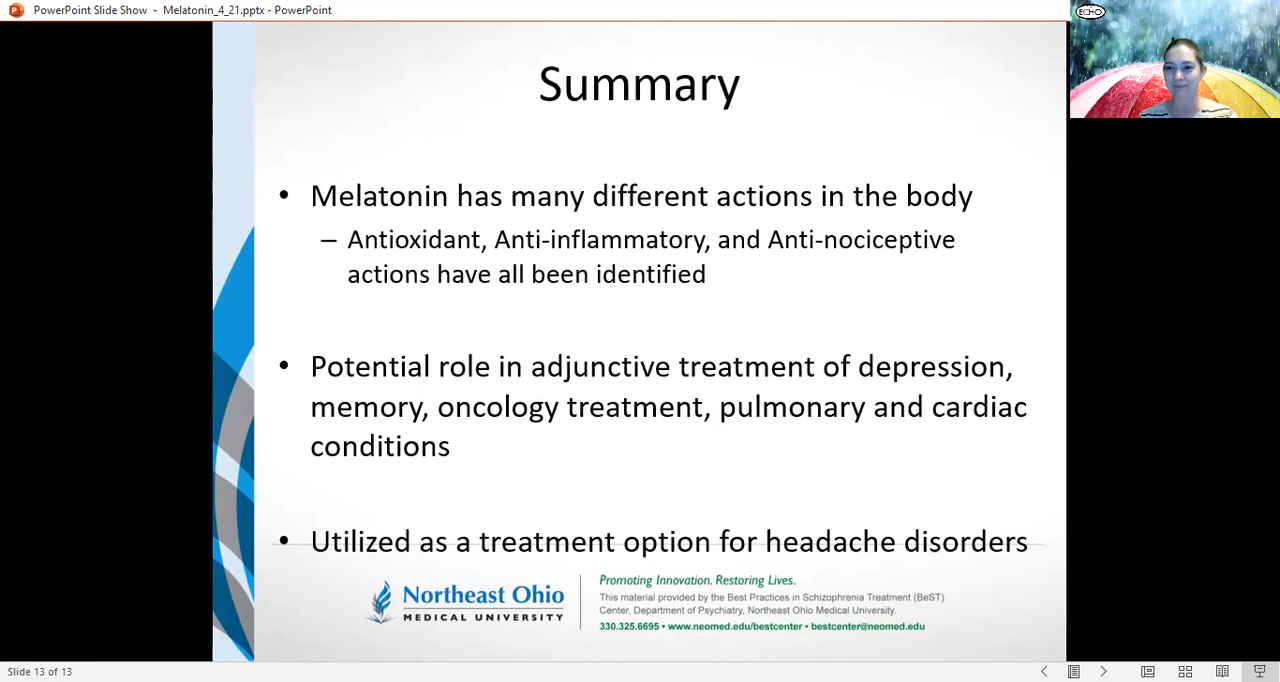 PowerPoint Slide Show - Melatonin_4_21.pptx - PowerPoint
ECHO
Summary
• Melatonin has many different actions in the body
– Antioxidant, Anti-inflammatory, and Anti-nociceptive
actions have all been identified
• Potential role in adjunctive treatment of depression,
memory, oncology treatment, pulmonary and cardiac
conditions
• Utilized as a treatment option for headache disorders
Northeast Ohio
MEDICAL UNIVERSITY
Promoting Innovation. Restoring Lives.
This material provided by the Best Practices in Schizophrenia Treatment (BeST)
Center, Department of Psychiatry, Northeast Ohio Medical University.
330.325.6695 • www.neomed.edu/bestcenter • bestcenter@neomed.edu
Slide 13 of 13